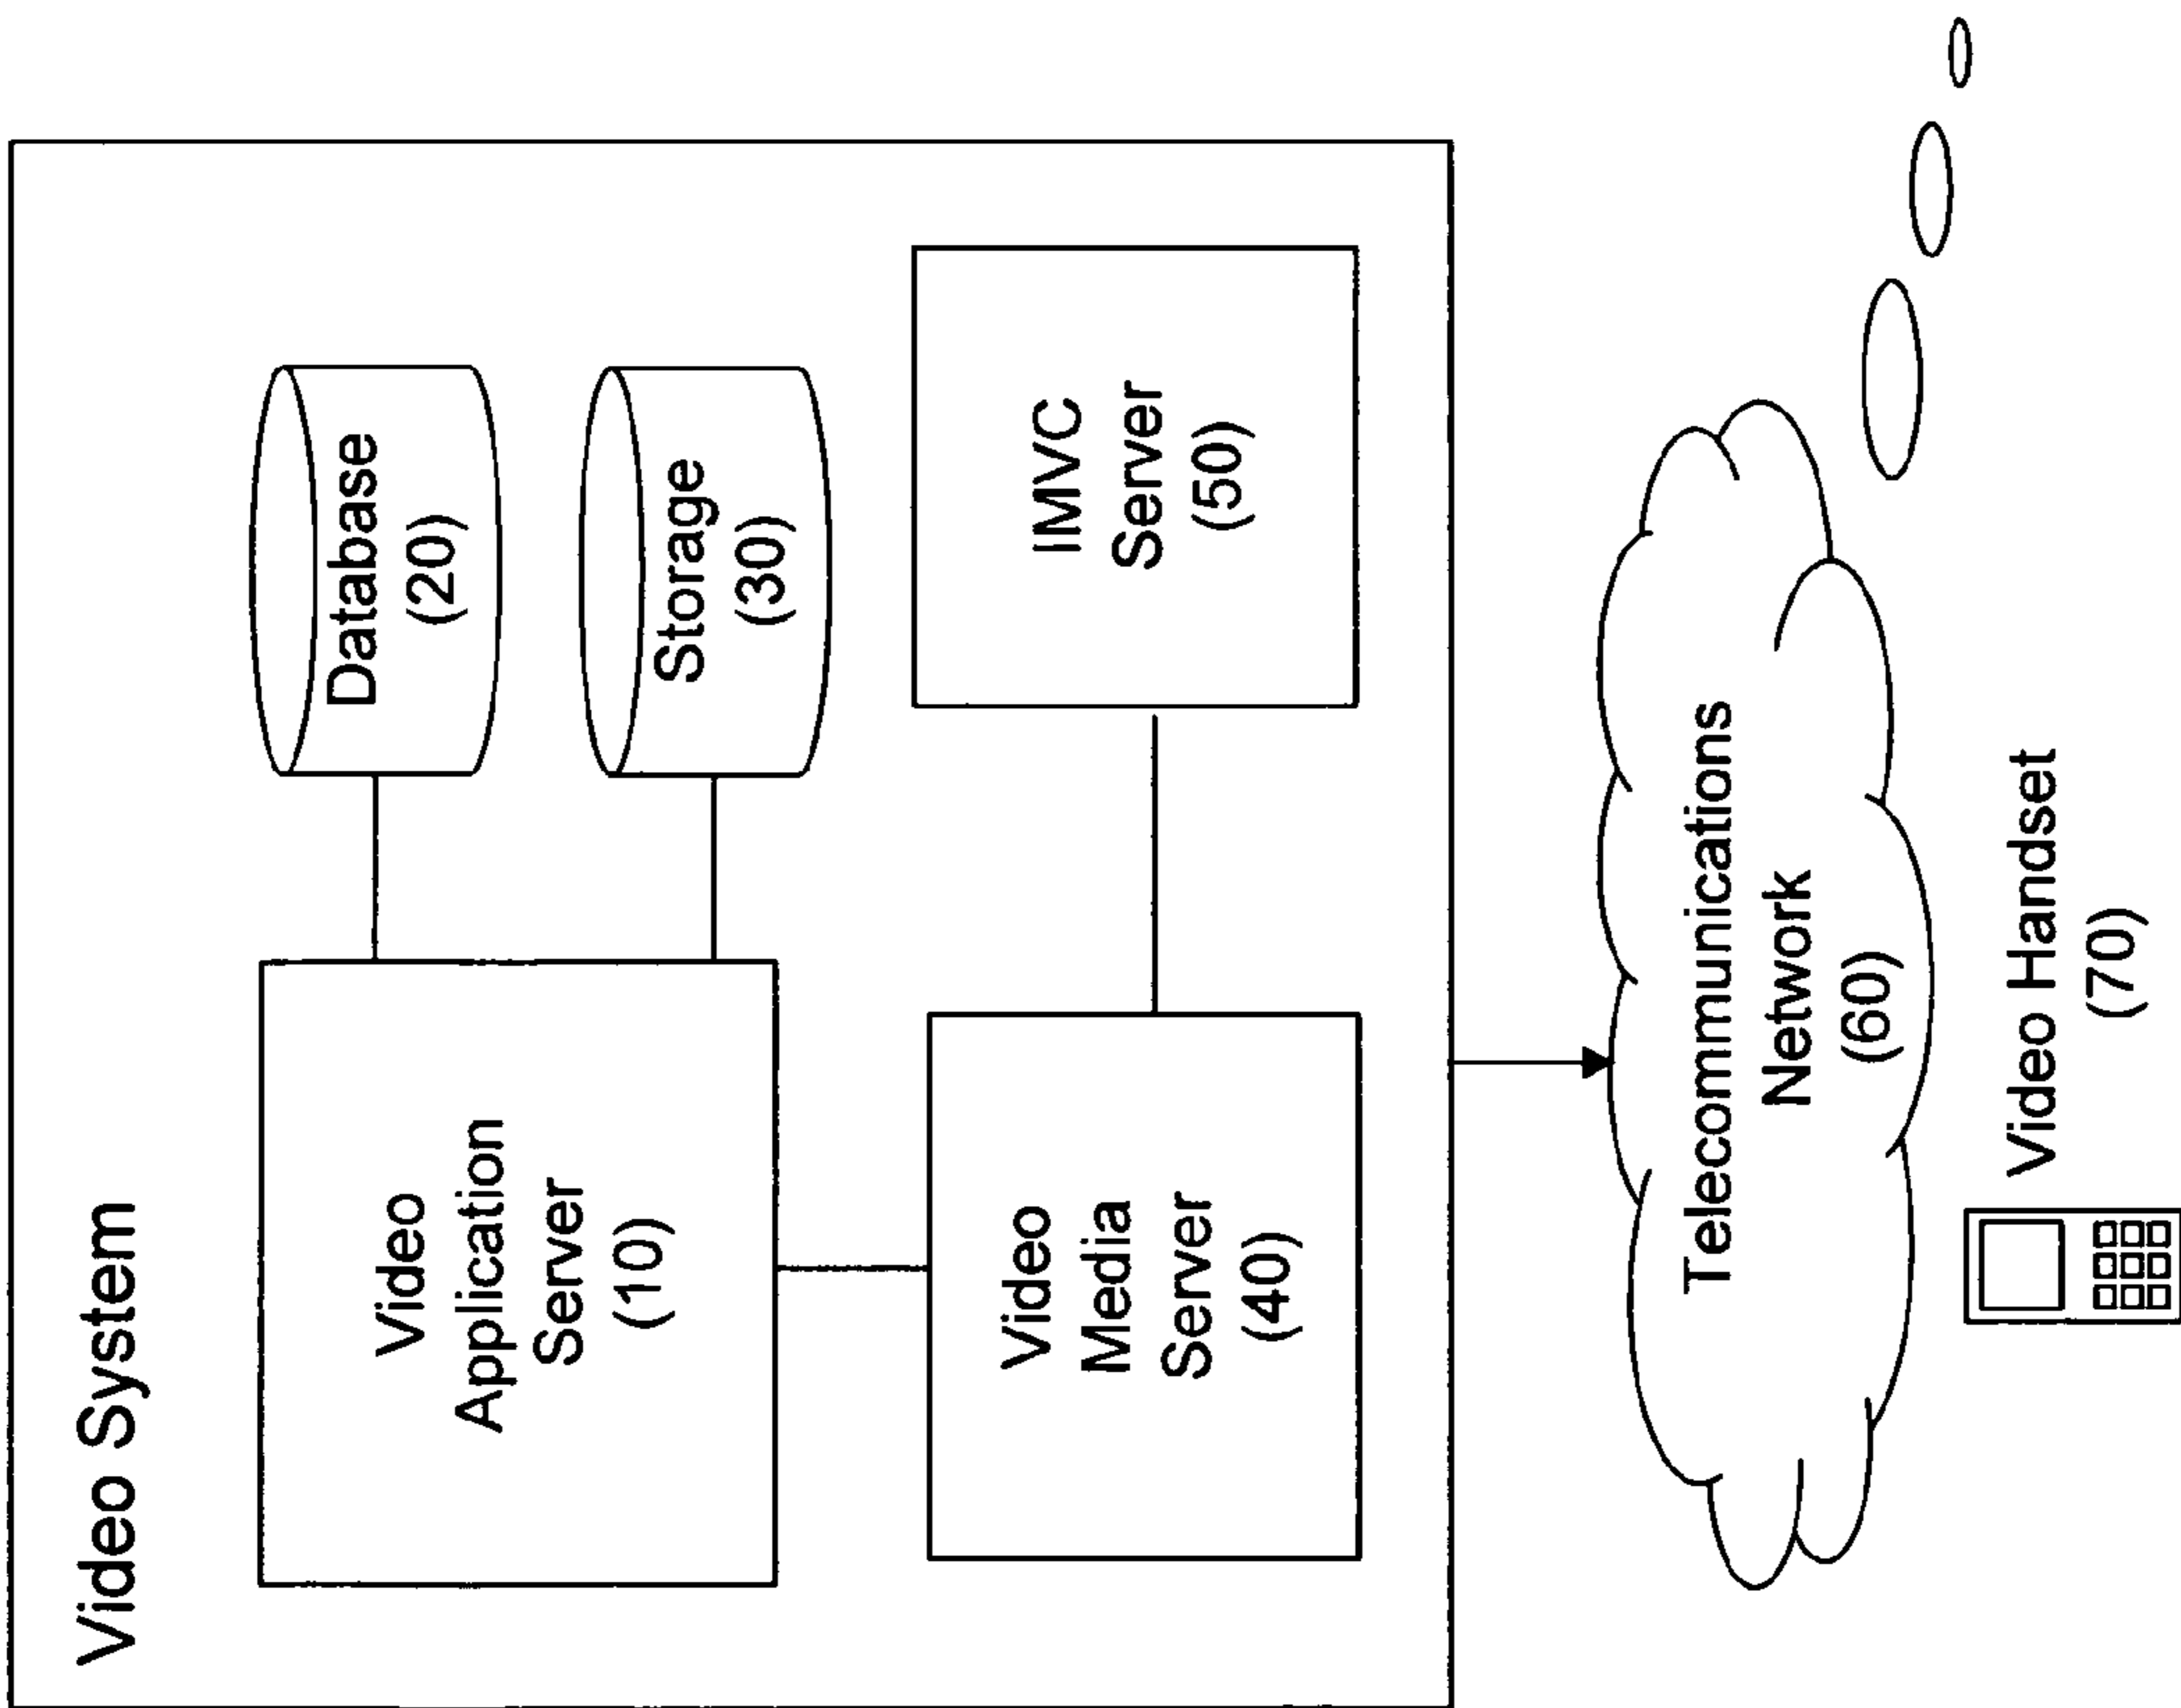 Video System
Video
Application
Server
(10)
Database
(20)
Storage
(30)
Video
Media
Server
(40)
IMVC
Server
(50)
Telecommunications
Network
(60)
Video Handset
(70)